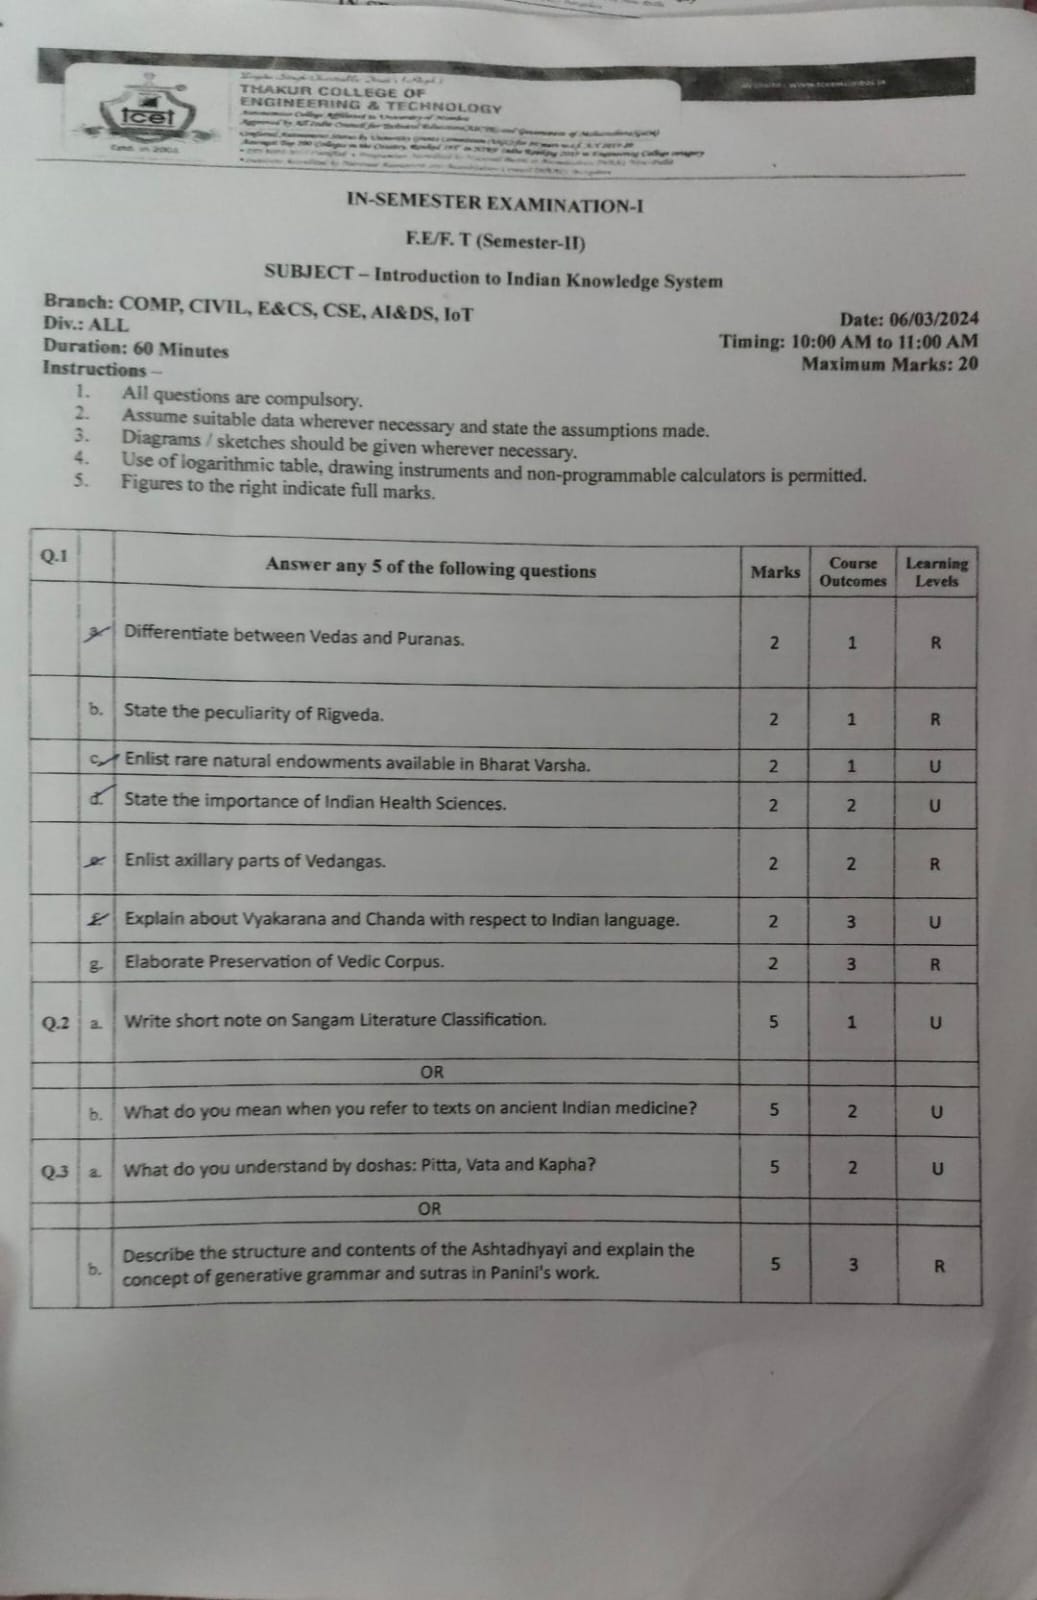 tcet
Estd. in 2001
THAKUR COLLEGE OF
ENGINEERING & TECHNOLOGY
IN-SEMESTER EXAMINATION-I
F.E/F. T (Semester-II)
SUBJECT – Introduction to Indian Knowledge System
Branch: COMP, CIVIL, E&CS, CSE, AI&DS, IoT
Div.: ALL
Date: 06/03/2024
Duration: 60 Minutes
Timing: 10:00 AM to 11:00 AM
Instructions –
Maximum Marks: 20
1. All questions are compulsory.
2. Assume suitable data wherever necessary and state the assumptions made.
3. Diagrams / sketches should be given wherever necessary.
4. Use of logarithmic table, drawing instruments and non-programmable calculators is permitted.
5. Figures to the right indicate full marks.
Q.1 Answer any 5 of the following questions Marks Course Outcomes Learning Levels
a. Differentiate between Vedas and Puranas. 2 1 R
b. State the peculiarity of Rigveda. 2 1 R
c. Enlist rare natural endowments available in Bharat Varsha. 2 1 U
d. State the importance of Indian Health Sciences. 2 2 U
e. Enlist axillary parts of Vedangas. 2 2 R
f. Explain about Vyakarana and Chanda with respect to Indian language. 2 3 U
g. Elaborate Preservation of Vedic Corpus. 2 3 R
Q.2 a. Write short note on Sangam Literature Classification. 5 1 U
OR
b. What do you mean when you refer to texts on ancient Indian medicine? 5 2 U
Q.3 a. What do you understand by doshas: Pitta, Vata and Kapha? 5 2 U
OR
b. Describe the structure and contents of the Ashtadhyayi and explain the
concept of generative grammar and sutras in Panini's work. 5 3 R